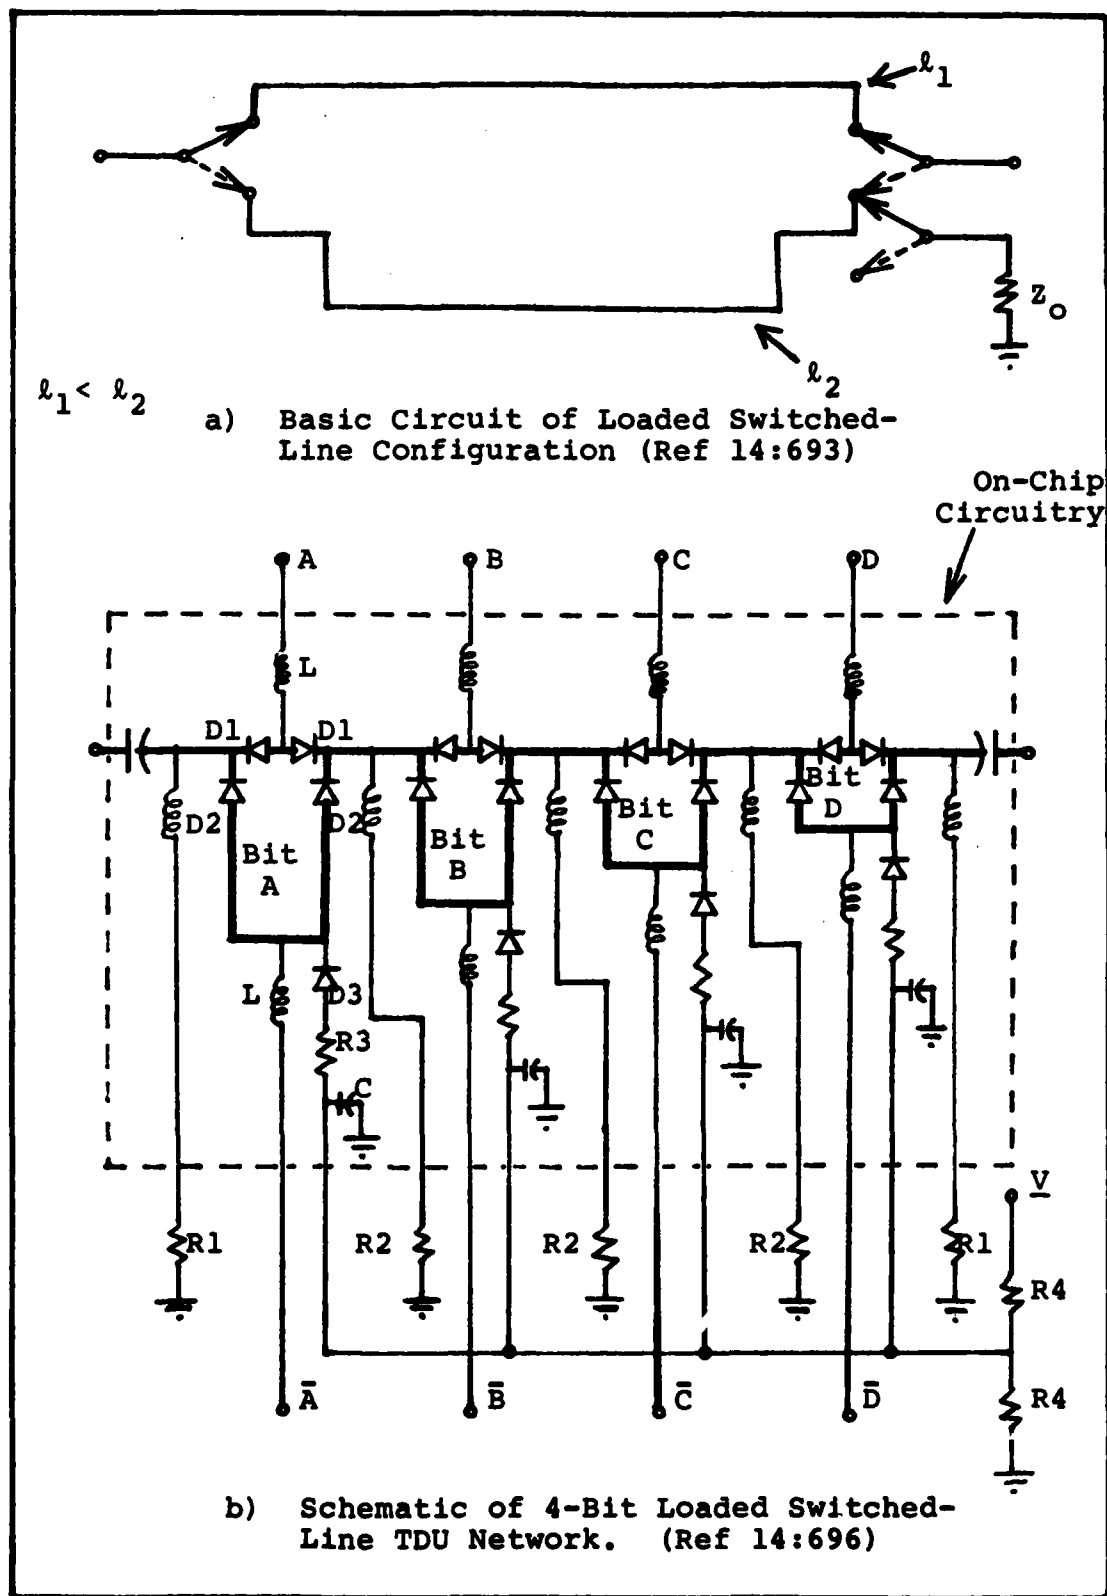 ℓ1
Zo
ℓ2
ℓ1 < ℓ2
a) Basic Circuit of Loaded Switched-
Line Configuration (Ref 14:693)
On-Chip
Circuitry
A B C D
L
D1 D1
D2 D2
Bit
A
Bit
B
Bit
C
Bit
D
L D3
R3
C
V
R1 R2 R2 R2 R1
R4
R4
A̅ B̅ C̅ D̅
b) Schematic of 4-Bit Loaded Switched-
Line TDU Network. (Ref 14:696)